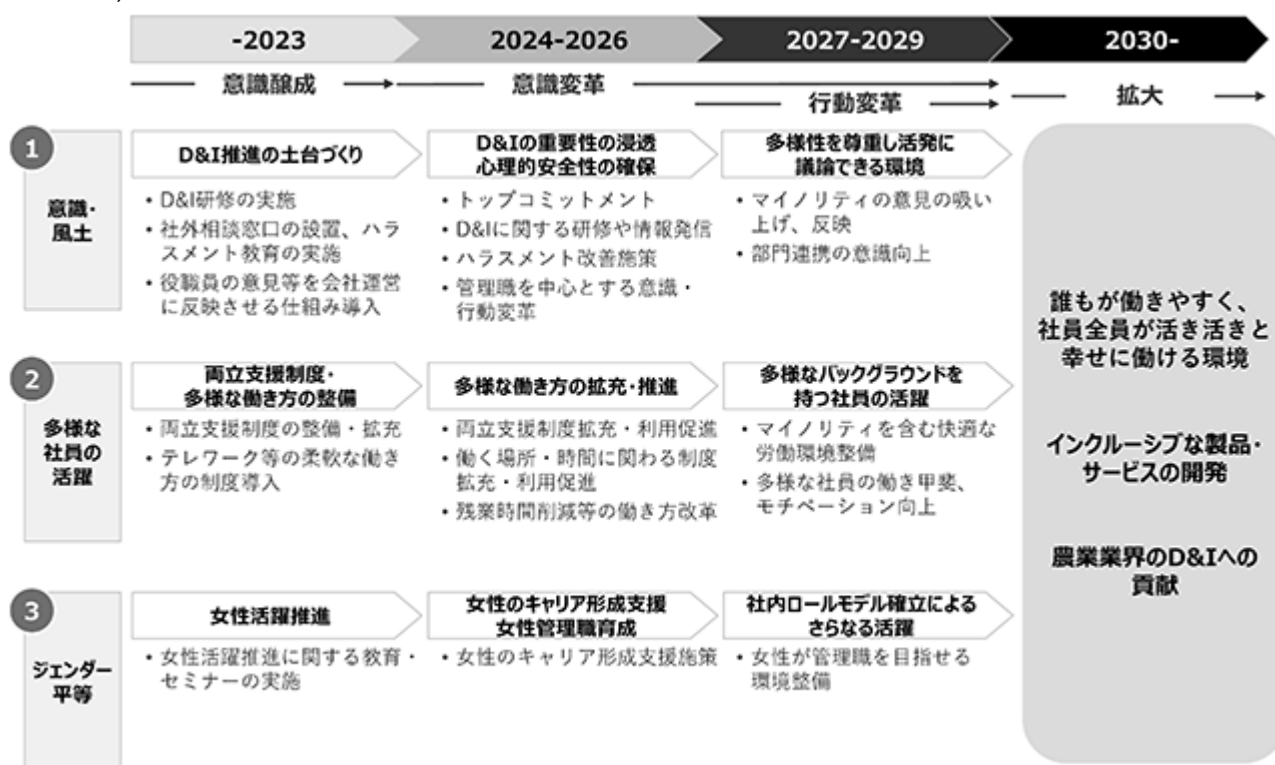 -2023
2024-2026
2027-2029
2030-
意識醸成
意識変革
行動変革
拡大
1
意識・
風土
D&I推進の土台づくり
・D&I研修の実施
・社外相談窓口の設置、ハラ
スメント教育の実施
・役職員の意見等を会社運営
に反映させる仕組み導入
D&Iの重要性の浸透
心理的安全性の確保
・トップコミットメント
・D&Iに関する研修や情報発信
・ハラスメント改善施策
・管理職を中心とする意識・
行動変革
多様性を尊重し活発に
議論できる環境
・マイノリティの意見の吸い
上げ、反映
・部門連携の意識向上
2
多様な
社員の
活躍
両立支援制度・
多様な働き方の整備
・両立支援制度の整備・拡充
・テレワーク等の柔軟な働き
方の制度導入
多様な働き方の拡充・推進
・両立支援制度拡充・利用促進
・働く場所・時間に関わる制度
拡充・利用促進
・残業時間削減等の働き方改革
多様なバックグラウンドを
持つ社員の活躍
・マイノリティを含む快適な
労働環境整備
・多様な社員の働き甲斐、
モチベーション向上
3
ジェンダー
平等
女性活躍推進
・女性活躍推進に関する教育・
セミナーの実施
女性のキャリア形成支援
女性管理職育成
・女性のキャリア形成支援施策
社内ロールモデル確立による
さらなる活躍
・女性が管理職を目指せる
環境整備
誰もが働きやすく、
社員全員が活き活きと
幸せに働ける環境
インクルーシブな製品・
サービスの開発
農業業界のD&Iへの
貢献